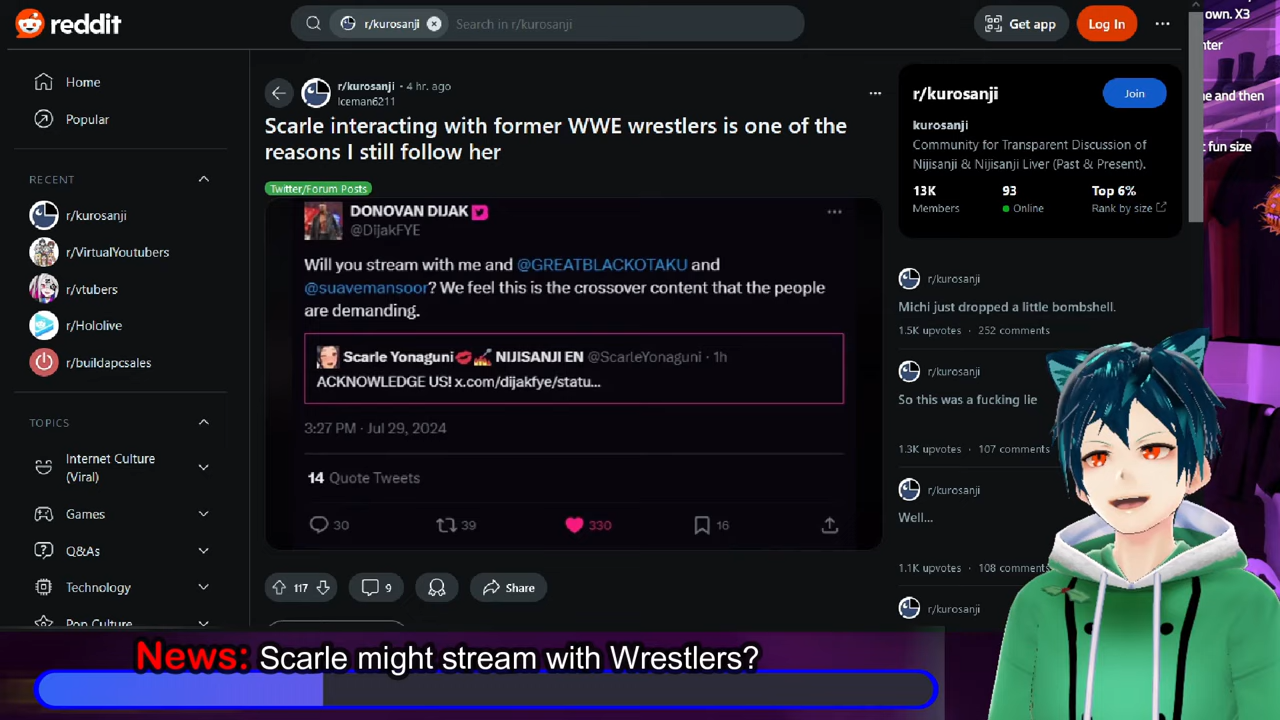 reddit
r/kurosanji
Search in r/kurosanji
Get app
Log In
own. X3
nter
e and then
t fun size
Home
Popular
RECENT
r/kurosanji
r/VirtualYoutubers
r/vtubers
r/Hololive
r/buildapcsales
TOPICS
Internet Culture
(Viral)
Games
Q&As
Technology
Pop Culture
r/kurosanji • 4 hr. ago
Iceman6211
Scarle interacting with former WWE wrestlers is one of the
reasons I still follow her
Twitter/Forum Posts
DONOVAN DIJAK
@DijakFYE
Will you stream with me and @GREATBLACKOTAKU and
@suavemansoor? We feel this is the crossover content that the people
are demanding.
Scarle Yonaguni💋 NIJISANJI EN @ScarleYonaguni · 1h
ACKNOWLEDGE US! x.com/dijakfye/statu...
3:27 PM · Jul 29, 2024
14 Quote Tweets
30
39
330
16
117
9
Share
r/kurosanji
Join
kurosanji
Community for Transparent Discussion of
Nijisanji & Nijisanji Liver (Past & Present).
13K
93
Top 6%
Members
Online
Rank by size
r/kurosanji
Michi just dropped a little bombshell.
1.5K upvotes · 252 comments
r/kurosanji
So this was a fucking lie
1.3K upvotes · 107 comments
r/kurosanji
Well...
1.1K upvotes · 108 comments
r/kurosanji
News: Scarle might stream with Wrestlers?